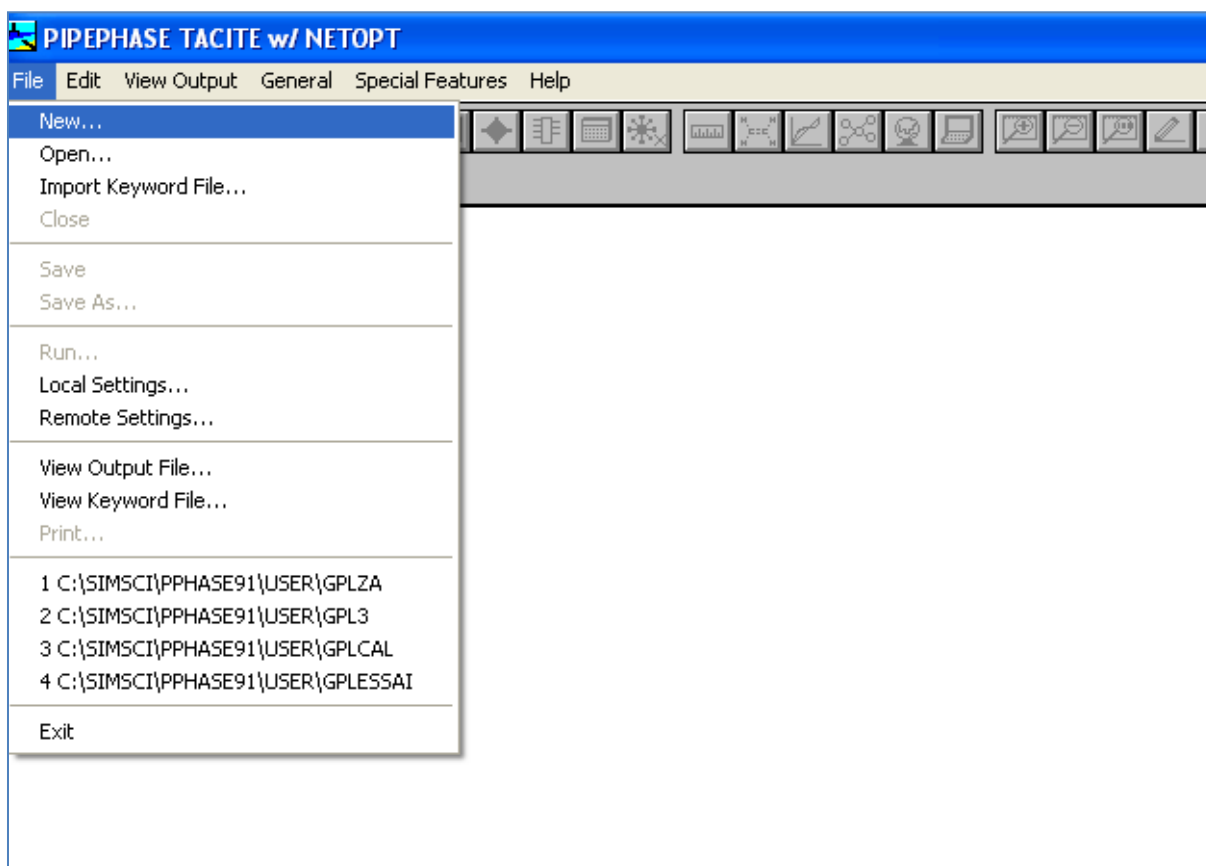 PIPEPHASE TACITE w/ NETOPT
File Edit View Output General Special Features Help
New...
Open...
Import Keyword File...
Close
Save
Save As...
Run...
Local Settings...
Remote Settings...
View Output File...
View Keyword File...
Print...
1 C:\SIMSCI\PPHASE91\USER\GPLZA
2 C:\SIMSCI\PPHASE91\USER\GPL3
3 C:\SIMSCI\PPHASE91\USER\GPLCAL
4 C:\SIMSCI\PPHASE91\USER\GPLESSAI
Exit